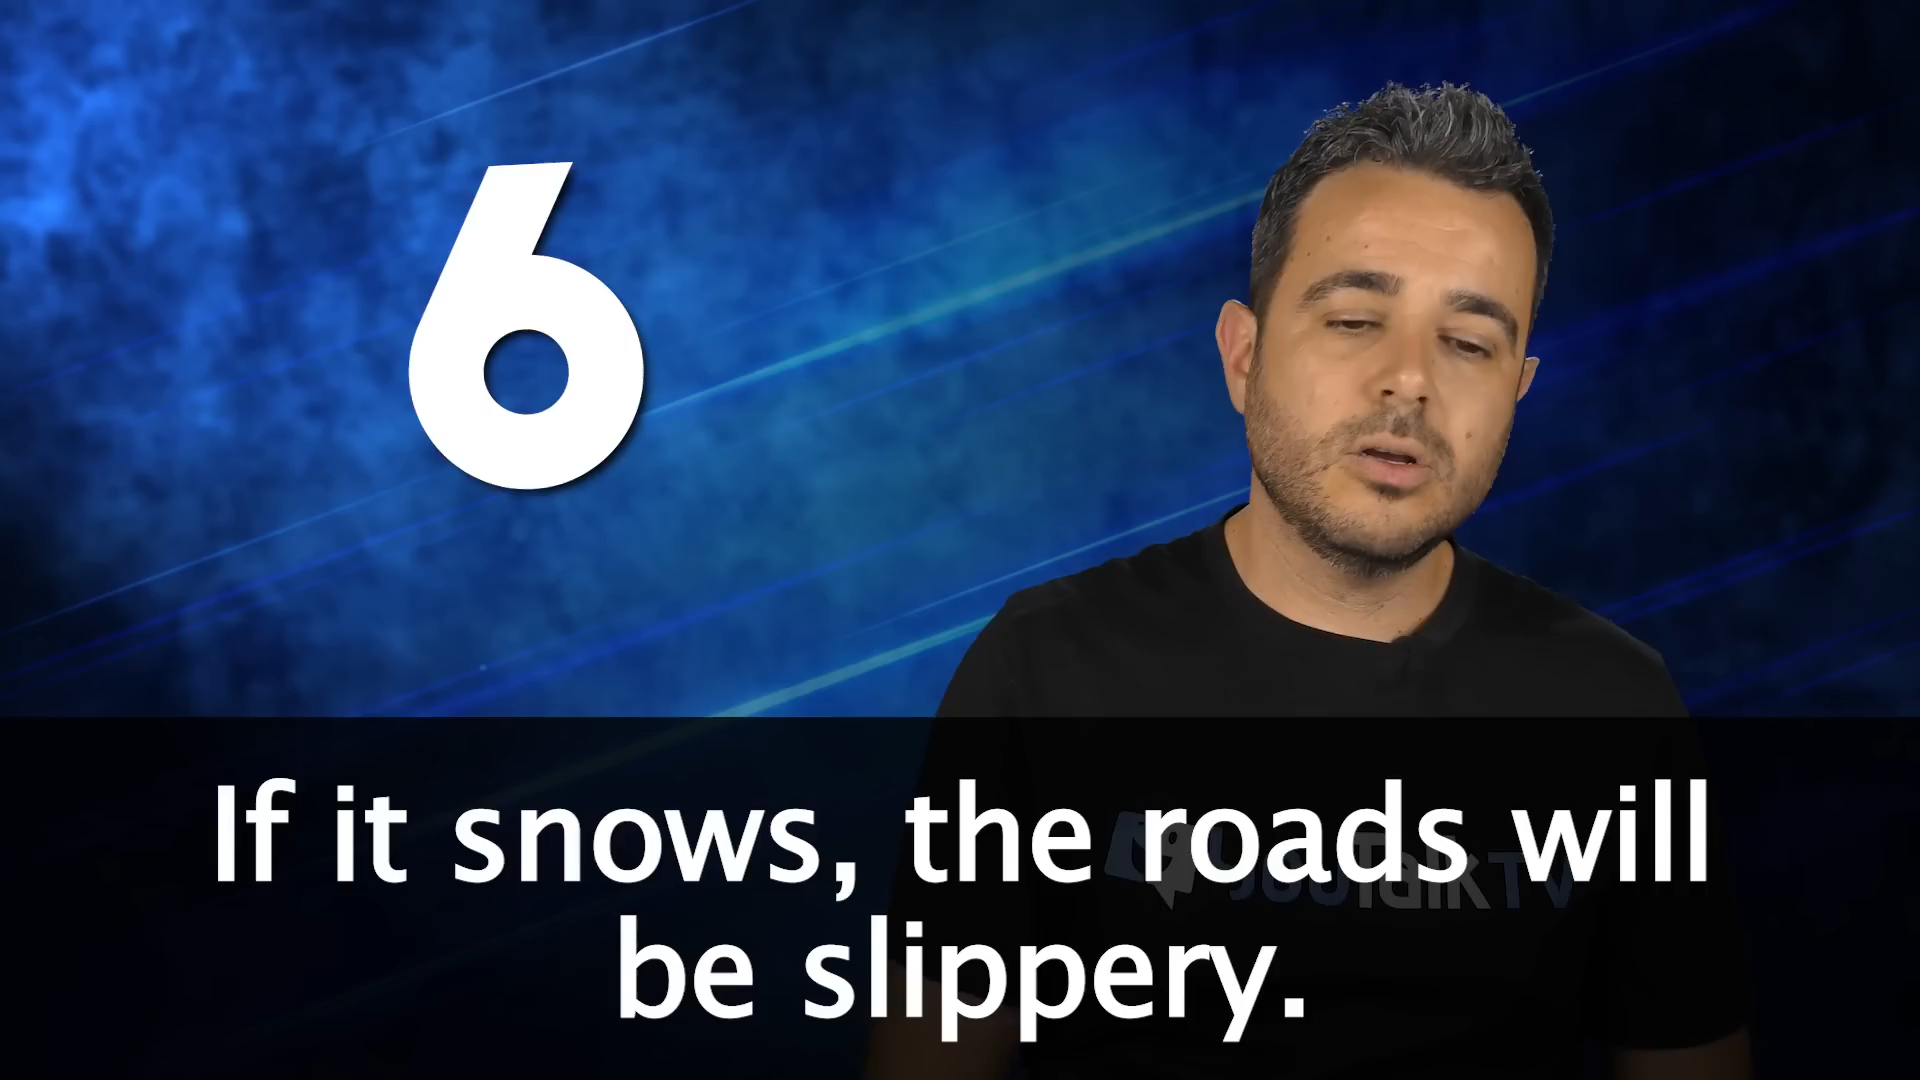 6
If it snows, the roads will
be slippery.